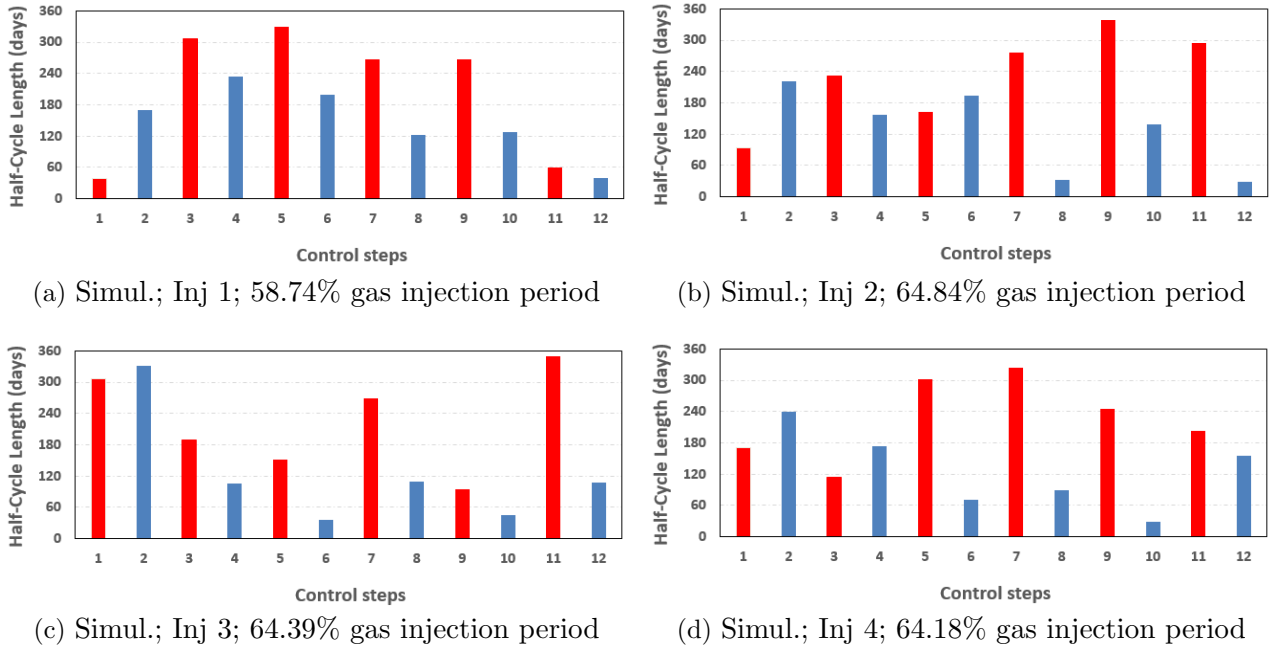 Half-Cycle Length (days)
360
300
240
180
120
60
0
1 2 3 4 5 6 7 8 9 10 11 12
Control steps
(a) Simul.; Inj 1; 58.74% gas injection period
Half-Cycle Length (days)
360
300
240
180
120
60
0
1 2 3 4 5 6 7 8 9 10 11 12
Control steps
(b) Simul.; Inj 2; 64.84% gas injection period
Half-Cycle Length (days)
360
300
240
180
120
60
0
1 2 3 4 5 6 7 8 9 10 11 12
Control steps
(c) Simul.; Inj 3; 64.39% gas injection period
Half-Cycle Length (days)
360
300
240
180
120
60
0
1 2 3 4 5 6 7 8 9 10 11 12
Control steps
(d) Simul.; Inj 4; 64.18% gas injection period